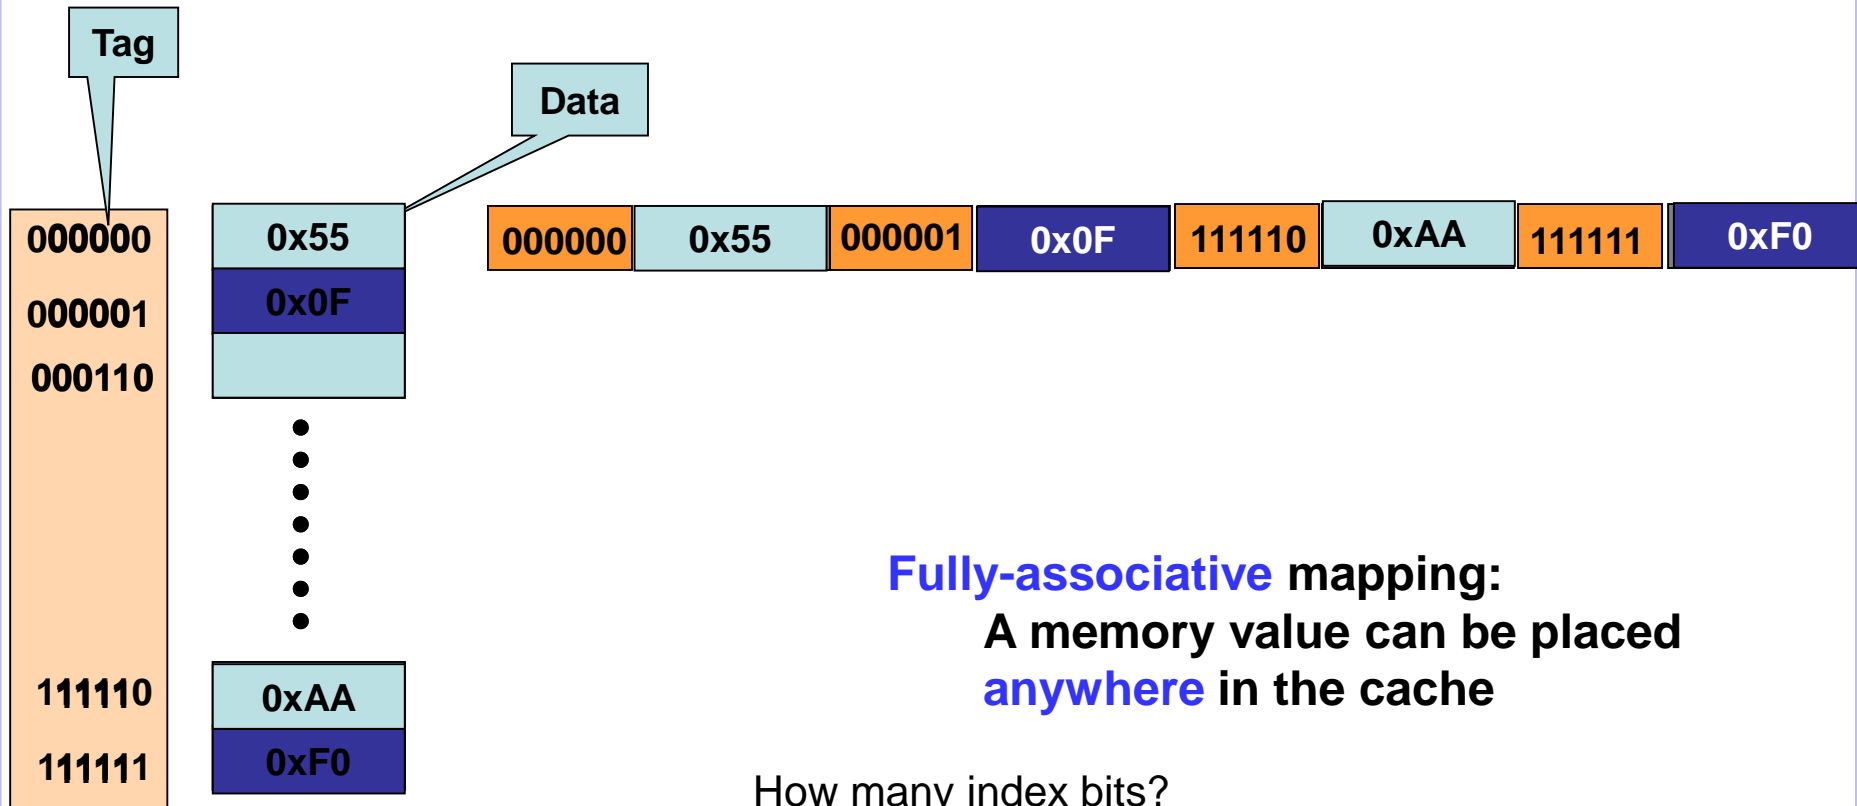 Tag
Data
000000 0x55 000000 0x55 000001 0x0F 111110 0xAA 111111 0xF0
000001 0x0F
000110
Fully-associative mapping:
A memory value can be placed
anywhere in the cache
111110 0xAA
111111 0xF0
How many index bits?